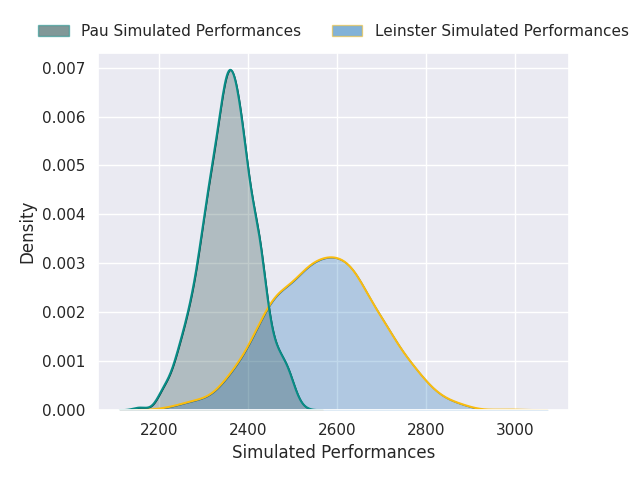 Pau Simulated Performances Leinster Simulated Performances
0.007
0.006
0.005
0.004
0.003
0.002
0.001
0.000
Density
2200 2400 2600 2800 3000
Simulated Performances